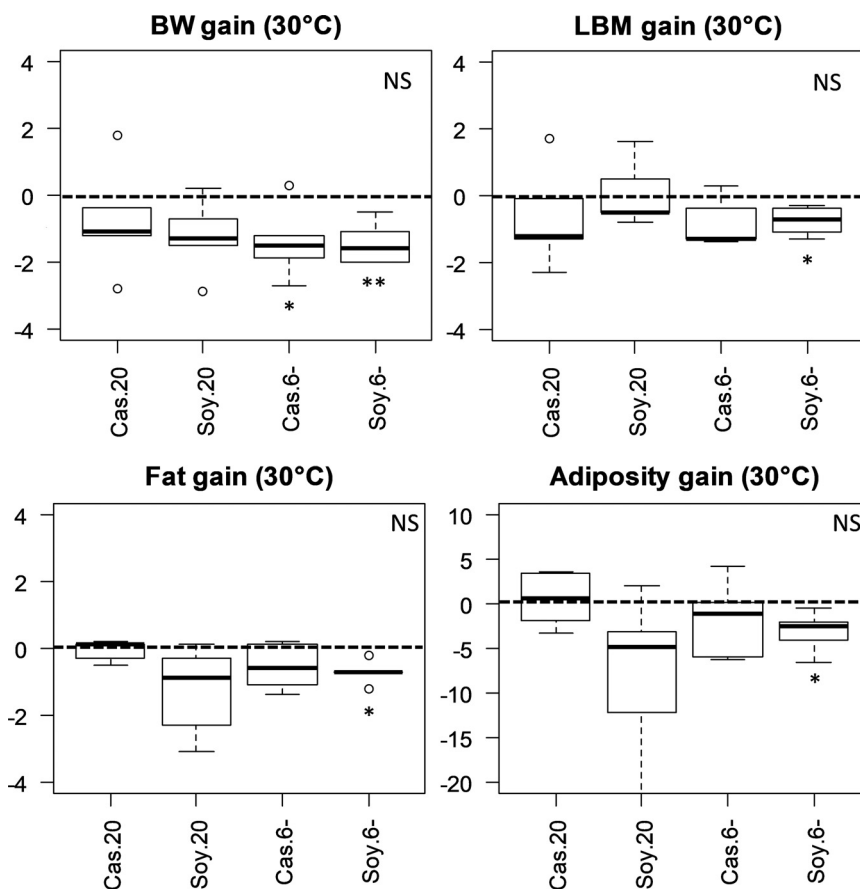 BW gain (30°C)
LBM gain (30°C)
4
2
0
-2
-4
NS
*
**
Cas.20
Soy.20
Cas.6-
Soy.6-
4
2
0
-2
-4
NS
*
Cas.20
Soy.20
Cas.6-
Soy.6-
Fat gain (30°C)
Adiposity gain (30°C)
4
2
0
-2
-4
NS
*
Cas.20
Soy.20
Cas.6-
Soy.6-
10
5
0
-5
-10
-15
-20
NS
*
Cas.20
Soy.20
Cas.6-
Soy.6-